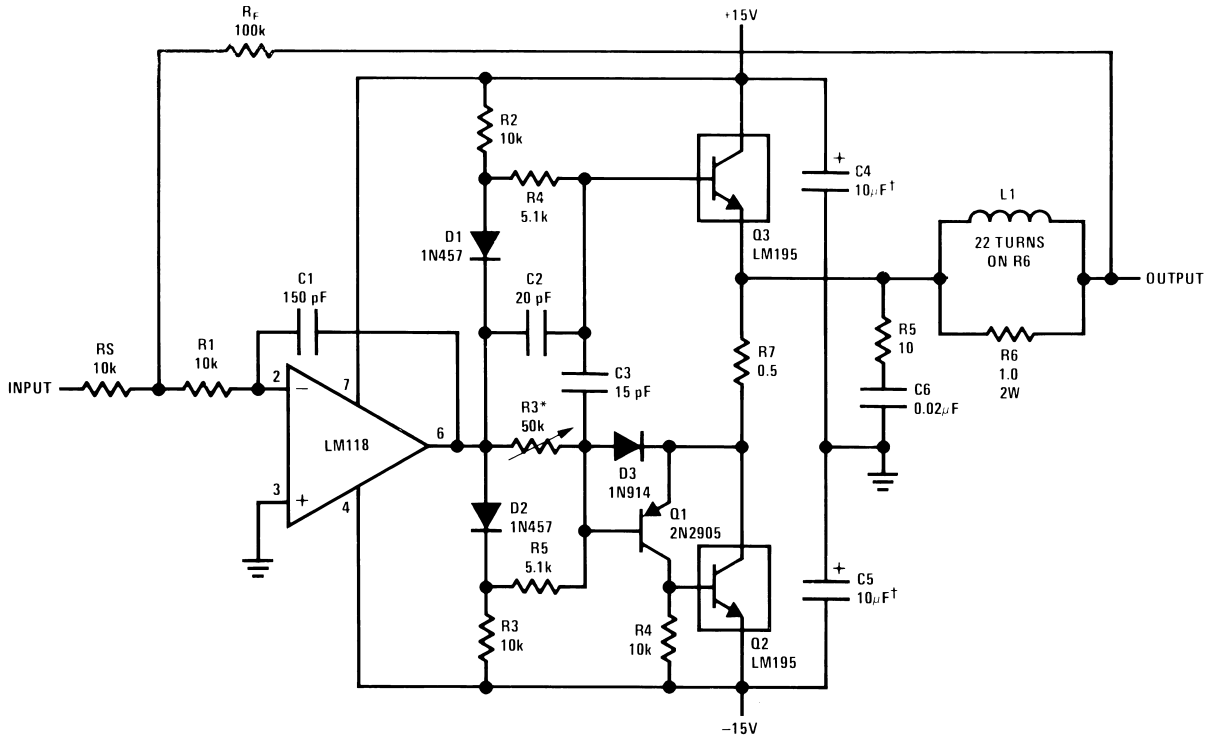 R_F
100k
+15V
R2
10k
R4
5.1k
D1
1N457
Q3
LM195
+
C4
10μF†
L1
22 TURNS
ON R6
OUTPUT
C1
150 pF
C2
20 pF
R5
10
R6
1.0
2W
RS
10k
R1
10k
INPUT
2
−
7
C3
15 pF
R7
0.5
C6
0.02μF
LM118
6
R3*
50k
3
+
4
D3
1N914
D2
1N457
Q1
2N2905
R5
5.1k
+
C5
10μF†
R3
10k
R4
10k
Q2
LM195
−15V